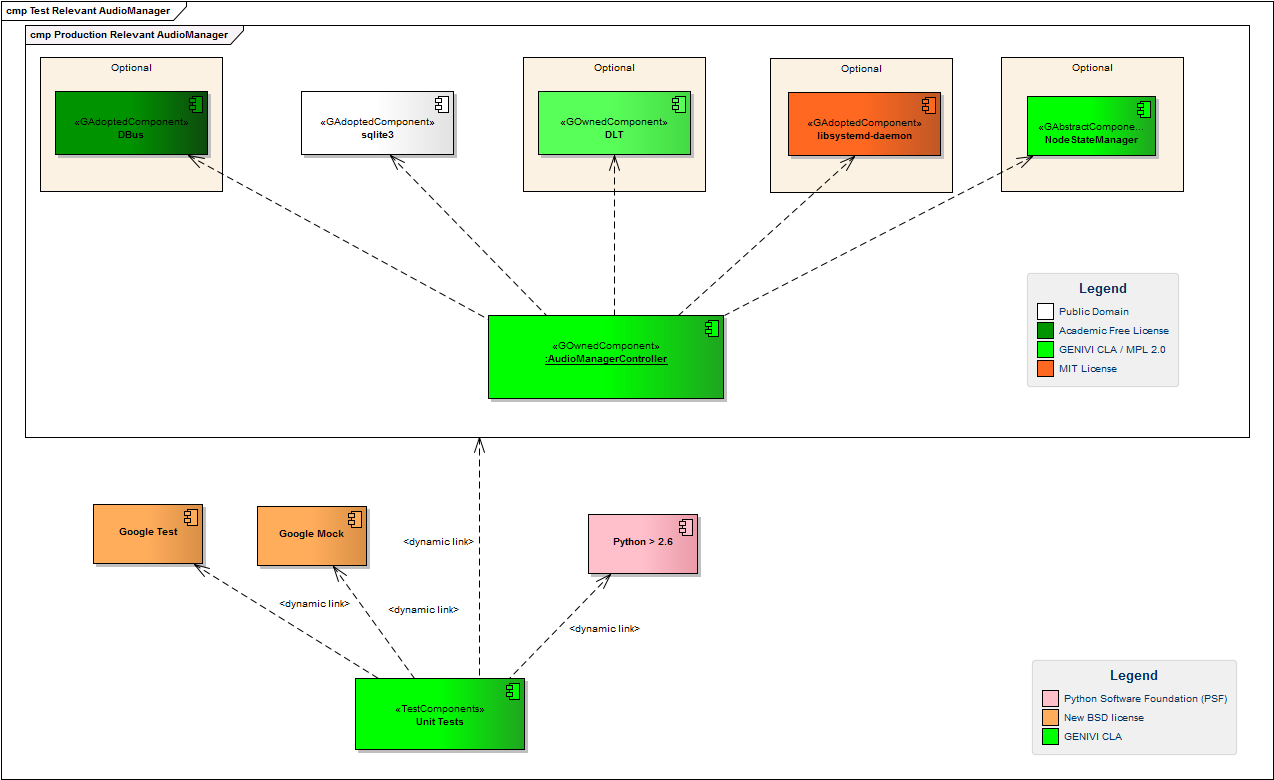 cmp Test Relevant AudioManager
cmp Production Relevant AudioManager
Optional
«GAdoptedComponent»
DBus
«GAdoptedComponent»
sqlite3
Optional
«GOwnedComponent»
DLT
Optional
«GAdoptedComponent»
libsystemd-daemon
Optional
«GAbstractCompone...
NodeStateManager
«GOwnedComponent»
:AudioManagerController
Legend
Public Domain
Academic Free License
GENIVI CLA / MPL 2.0
MIT License
Google Test
Google Mock
Python > 2.6
<dynamic link>
<dynamic link>
<dynamic link>
<dynamic link>
«TestComponents»
Unit Tests
Legend
Python Software Foundation (PSF)
New BSD license
GENIVI CLA